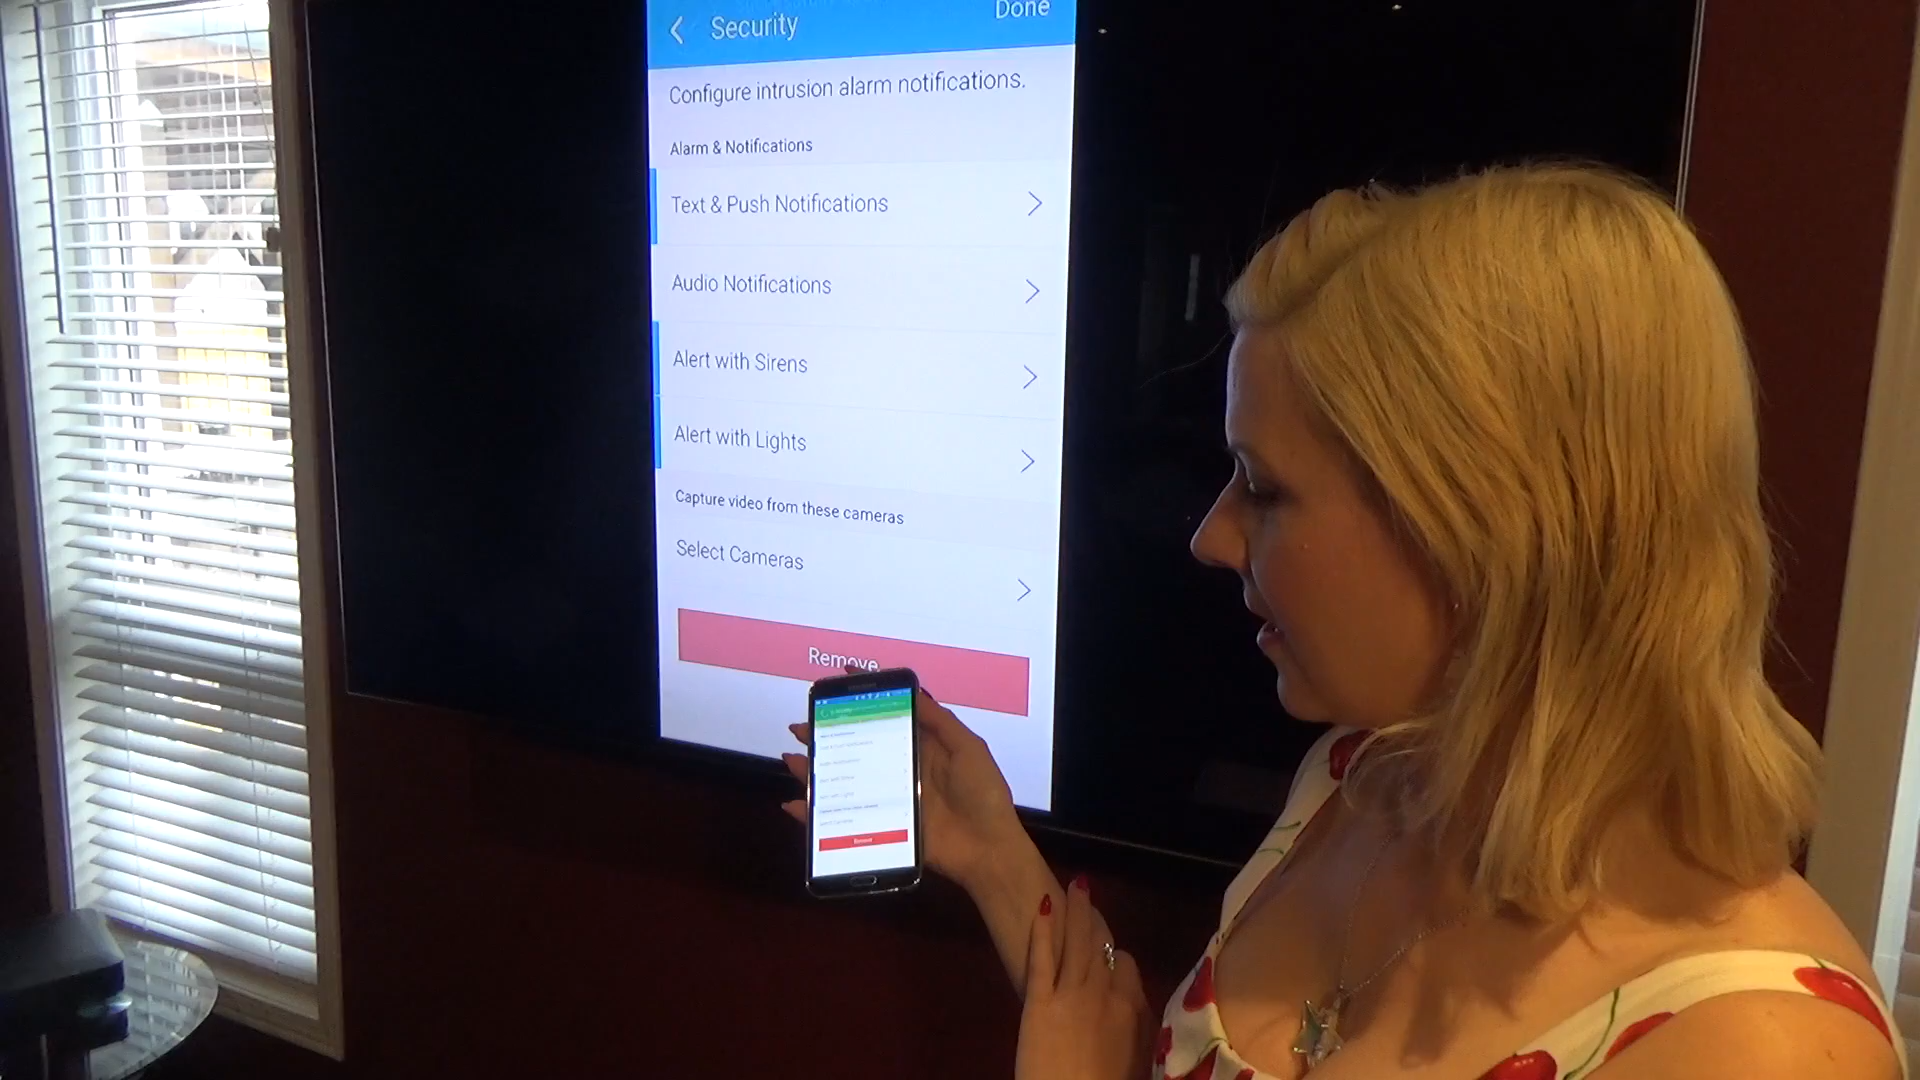 Security
Done
Configure intrusion alarm notifications.
Alarm & Notifications
Text & Push Notifications
Audio Notifications
Alert with Sirens
Alert with Lights
Capture video from these cameras
Select Cameras
Remove
Remove